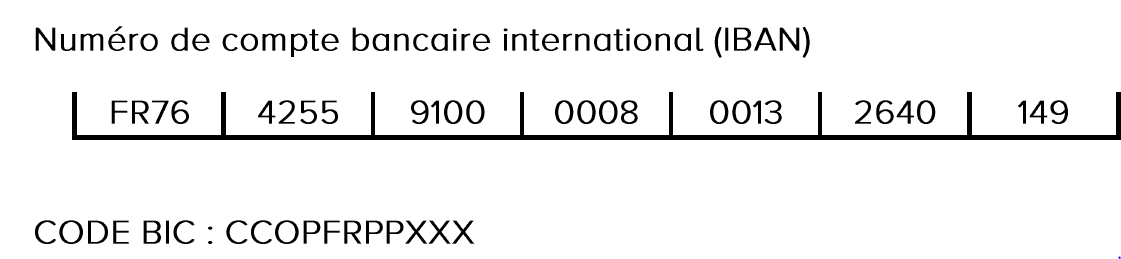 Numéro de compte bancaire international (IBAN)
FR76 4255 9100 0008 0013 2640 149
CODE BIC : CCOPFRPPXXX